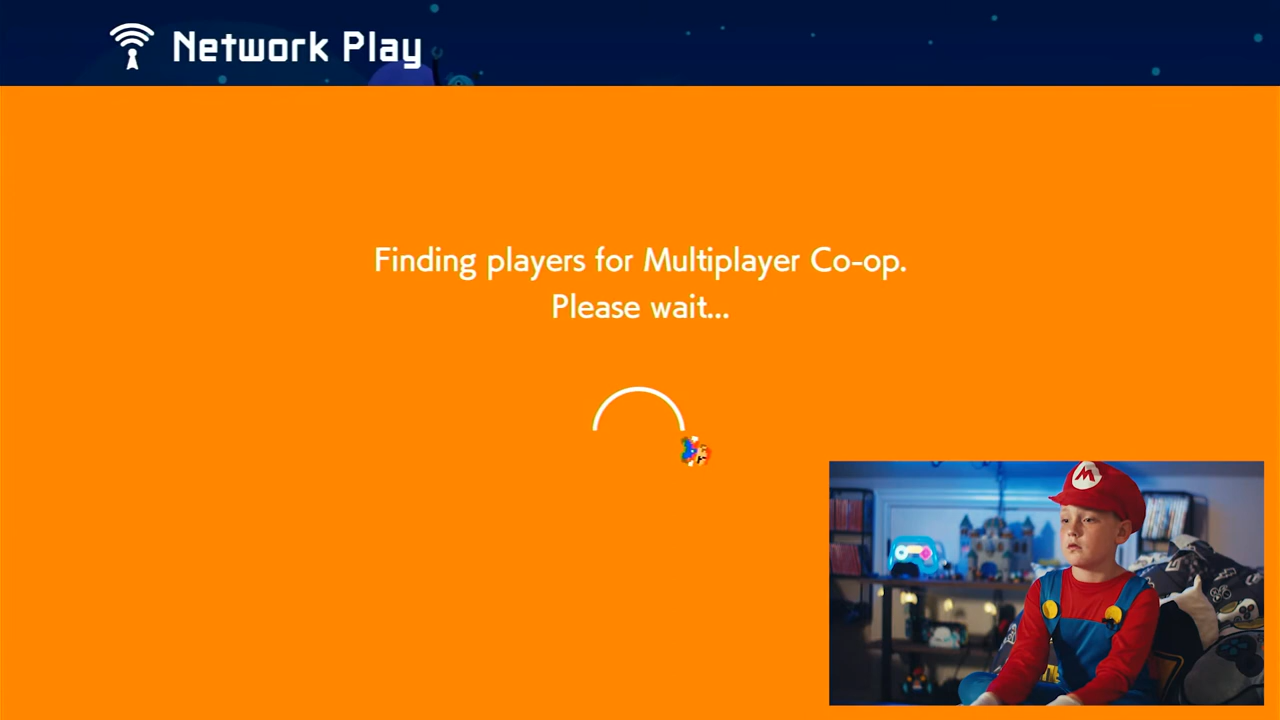 Network Play
Finding players for Multiplayer Co-op.
Please wait...
M